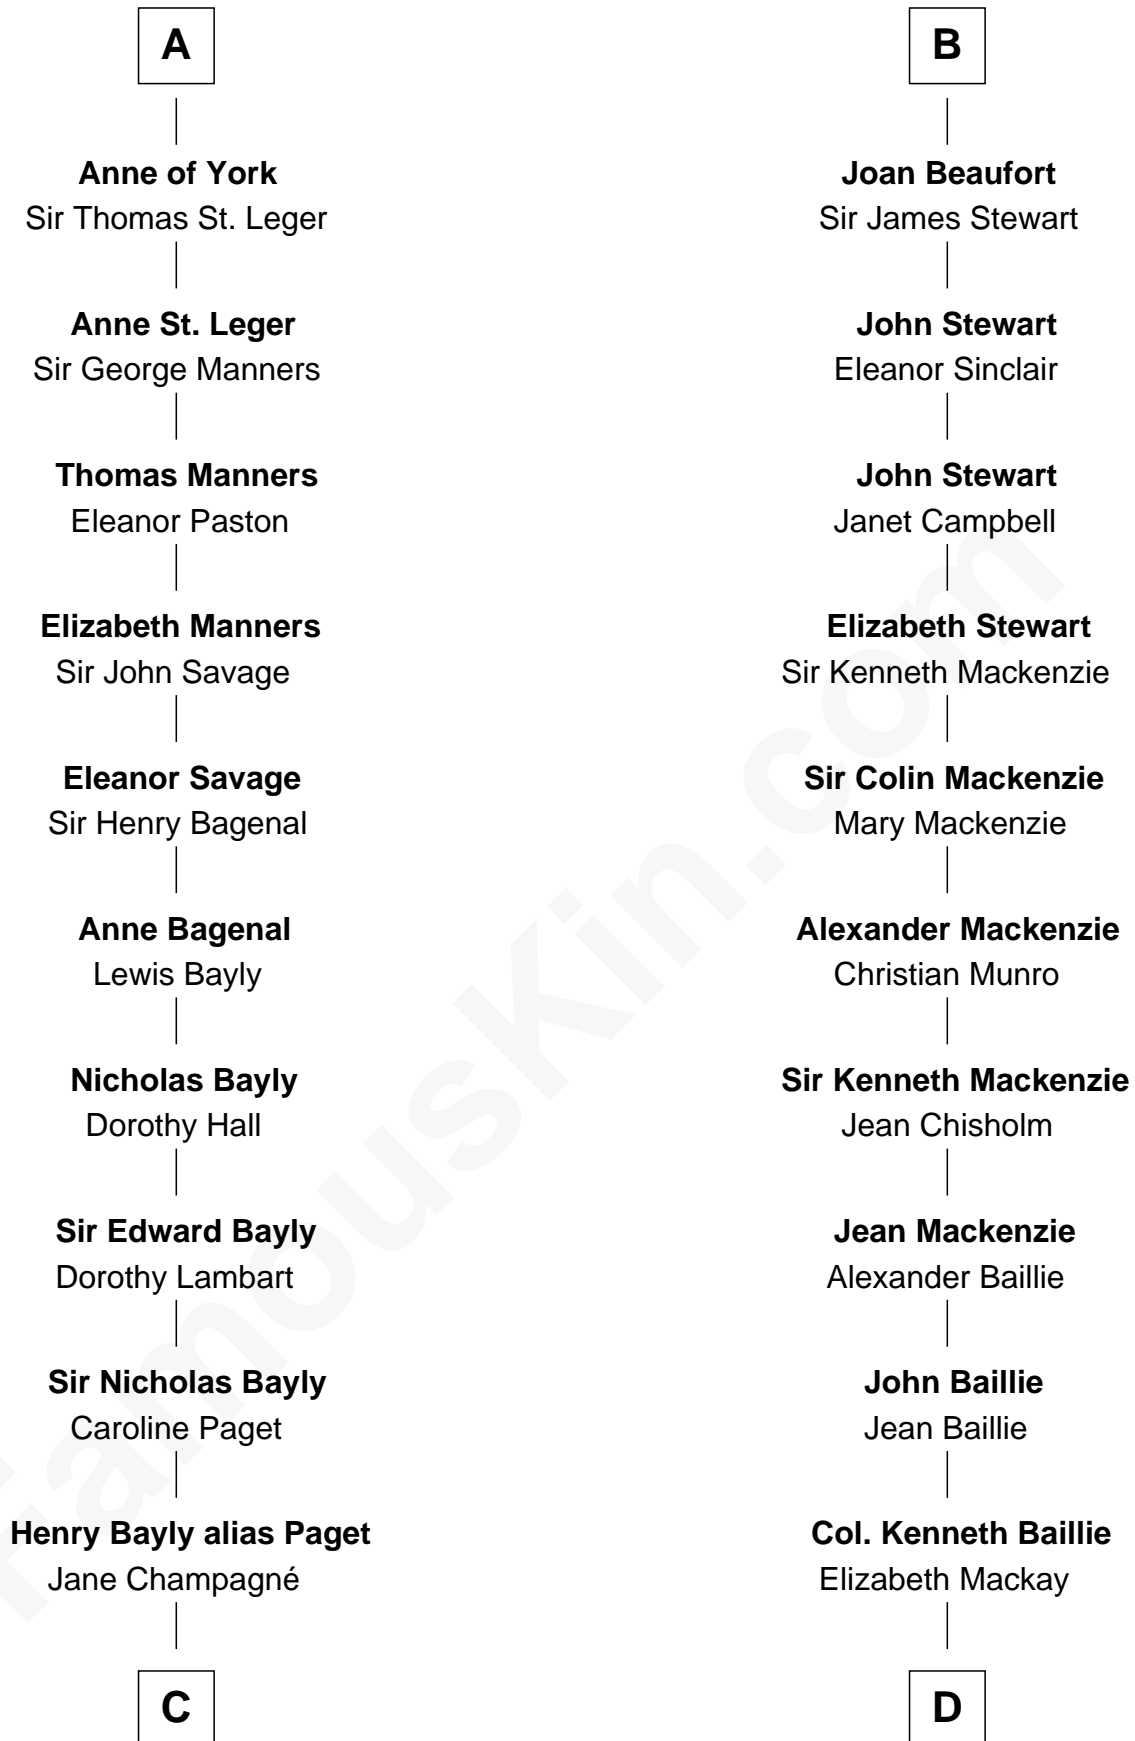 A
Anne of York
Sir Thomas St. Leger
Anne St. Leger
Sir George Manners
Thomas Manners
Eleanor Paston
Elizabeth Manners
Sir John Savage
Eleanor Savage
Sir Henry Bagenal
Anne Bagenal
Lewis Bayly
Nicholas Bayly
Dorothy Hall
Sir Edward Bayly
Dorothy Lambart
Sir Nicholas Bayly
Caroline Paget
Henry Bayly alias Paget
Jane Champagné
C
B
Joan Beaufort
Sir James Stewart
John Stewart
Eleanor Sinclair
John Stewart
Janet Campbell
Elizabeth Stewart
Sir Kenneth Mackenzie
Sir Colin Mackenzie
Mary Mackenzie
Alexander Mackenzie
Christian Munro
Sir Kenneth Mackenzie
Jean Chisholm
Jean Mackenzie
Alexander Baillie
John Baillie
Jean Baillie
Col. Kenneth Baillie
Elizabeth Mackay
D
FamousKin.com